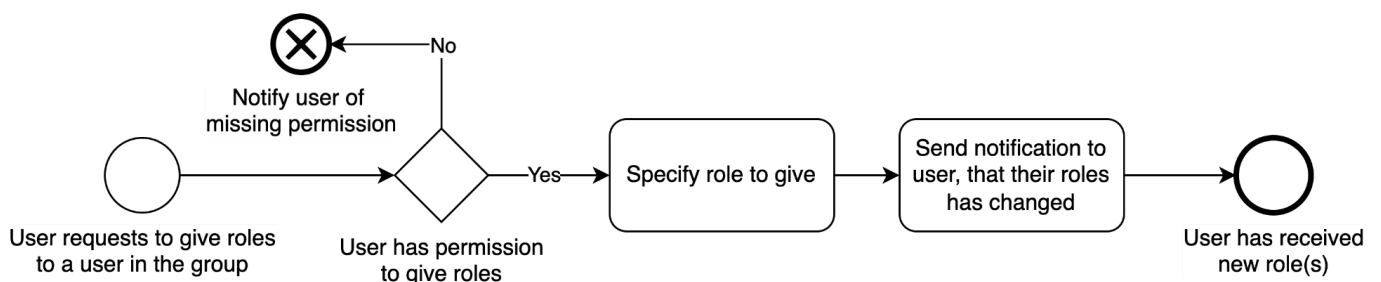 No
Notify user of
missing permission
User requests to give roles
to a user in the group
User has permission
to give roles
Yes
Specify role to give
Send notification to
user, that their roles
has changed
User has received
new role(s)